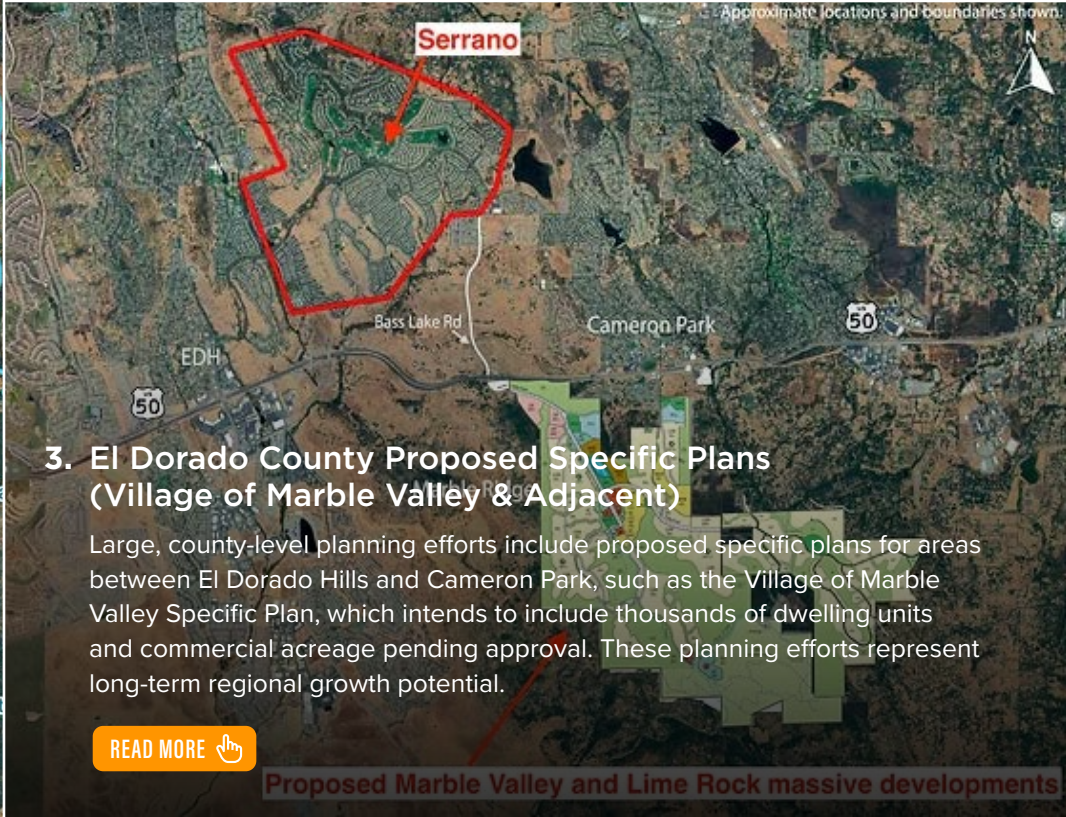 Approximate locations and boundaries shown.
N
Serrano
Bass Lake Rd
Cameron Park
50
EDH
50
3. El Dorado County Proposed Specific Plans
(Village of Marble Valley & Adjacent)
Large, county-level planning efforts include proposed specific plans for areas
between El Dorado Hills and Cameron Park, such as the Village of Marble
Valley Specific Plan, which intends to include thousands of dwelling units
and commercial acreage pending approval. These planning efforts represent
long-term regional growth potential.
READ MORE
Proposed Marble Valley and Lime Rock massive developments